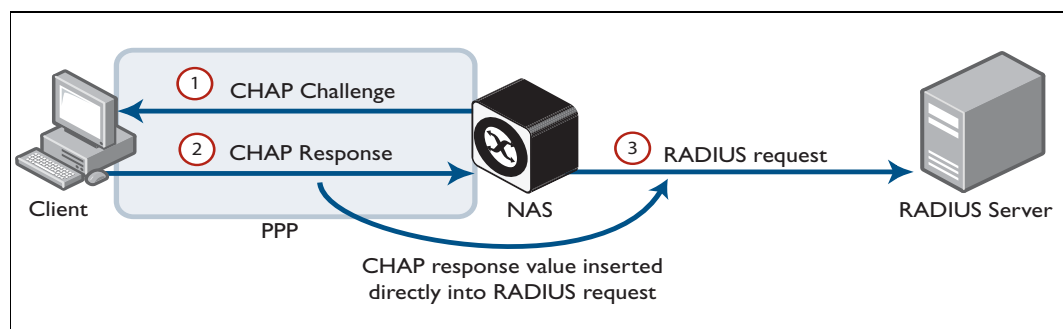 1 CHAP Challenge
2 CHAP Response
3 RADIUS request
Client
NAS
RADIUS Server
PPP
CHAP response value inserted
directly into RADIUS request